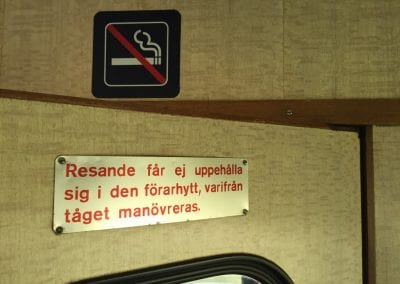 Resande får ej uppehålla
sig i den förarhytt, varifrån
tåget manövreras.